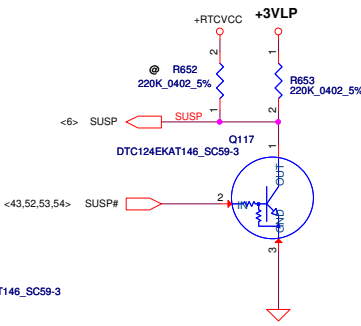 +RTCVCC +3VLP
2 1
@ R652
220K_0402_5%
R653
220K_0402_5%
1 2
<6> SUSP SUSP
Q117
DTC124EKAT146_SC59-3
1
OUT
<43,52,53,54> SUSP# 2 IN
GND
3
T146_SC59-3